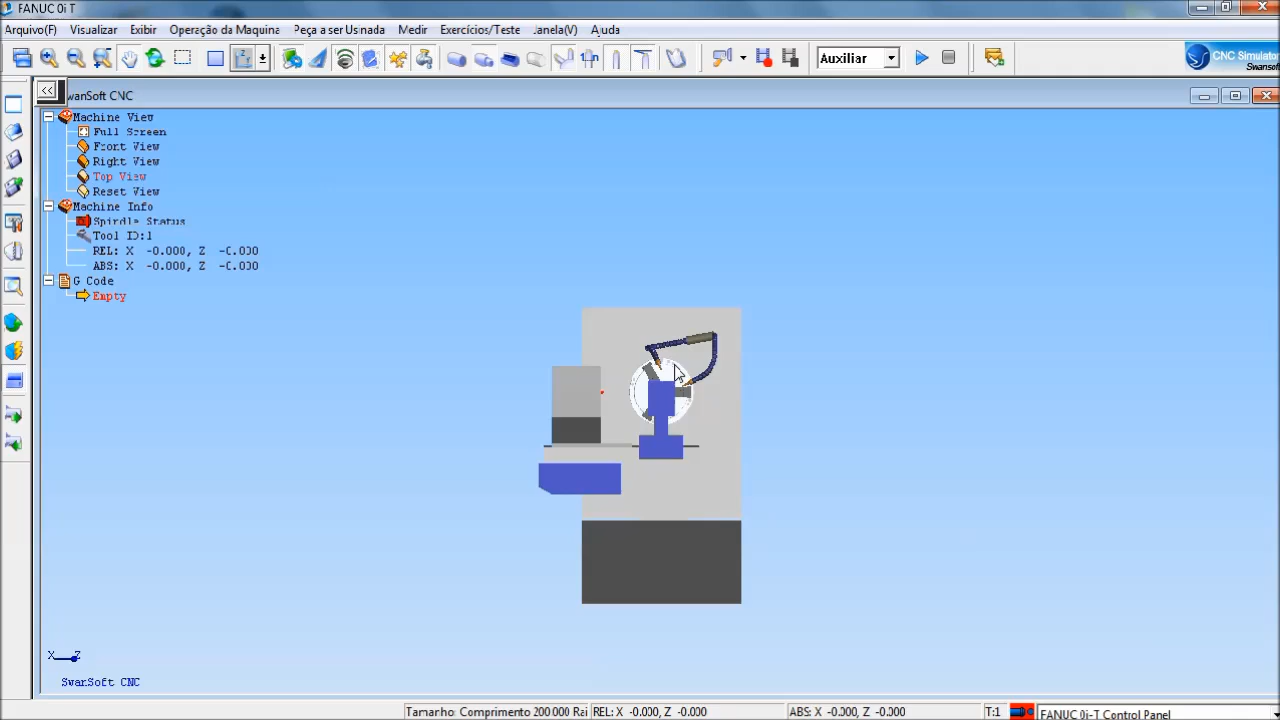 FANUC 0i T
Arquivo(F) Visualizar Exibir Operação da Maquina Peça a ser Usinada Medir Exercícios/Teste Janela(V) Ajuda
Auxiliar
CNC Simulator
Swansoft
<<
SwanSoft CNC
Machine View
Full Screen
Front View
Right View
Top View
Reset View
Machine Info
Spindle Status
Tool ID:1
REL: X -0.000, Z -0.000
ABS: X -0.000, Z -0.000
G Code
Empty
X Z
SwanSoft CNC
Tamanho: Comprimento 200.000 Rai REL: X -0.000, Z -0.000 ABS: X -0.000, Z -0.000 T:1 FANUC 0i-T Control Panel